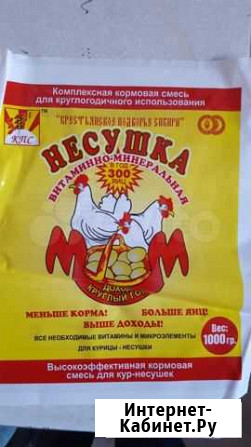 Комплексная кормовая смесь
для круглогодичного использования
"КРЕСТЬЯНСКОЕ ПОДВОРЬЕ СИБИРИ"
КПС
НЕСУШКА
ВИТАМИННО-МИНЕРАЛЬНАЯ
В ГОД
300
ЯИЦ
КРУГЛЫЙ ГОД
МЕНЬШЕ КОРМА! БОЛЬШЕ ЯИЦ!
ВЫШЕ ДОХОДЫ!
ВСЕ НЕОБХОДИМЫЕ ВИТАМИНЫ И МИКРОЭЛЕМЕНТЫ
ДЛЯ КУРИЦЫ - НЕСУШКИ
Вес:
1000 гр.
Высокоэффективная кормовая
смесь для кур-несушек
Интернет-
Кабинет.Ру